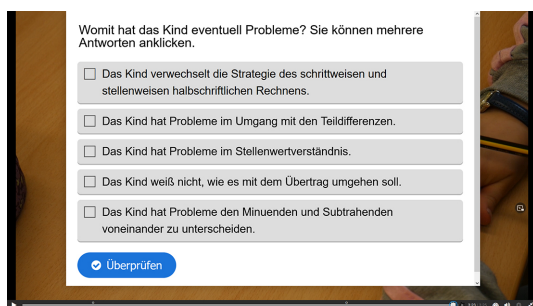 Womit hat das Kind eventuell Probleme? Sie können mehrere
Antworten anklicken.
Das Kind verwechselt die Strategie des schrittweisen und
stellenweisen halbschriftlichen Rechnens.
Das Kind hat Probleme im Umgang mit den Teildifferenzen.
Das Kind hat Probleme im Stellenwertverständnis.
Das Kind weiß nicht, wie es mit dem Übertrag umgehen soll.
Das Kind hat Probleme den Minuenden und Subtrahenden
voneinander zu unterscheiden.
Überprüfen